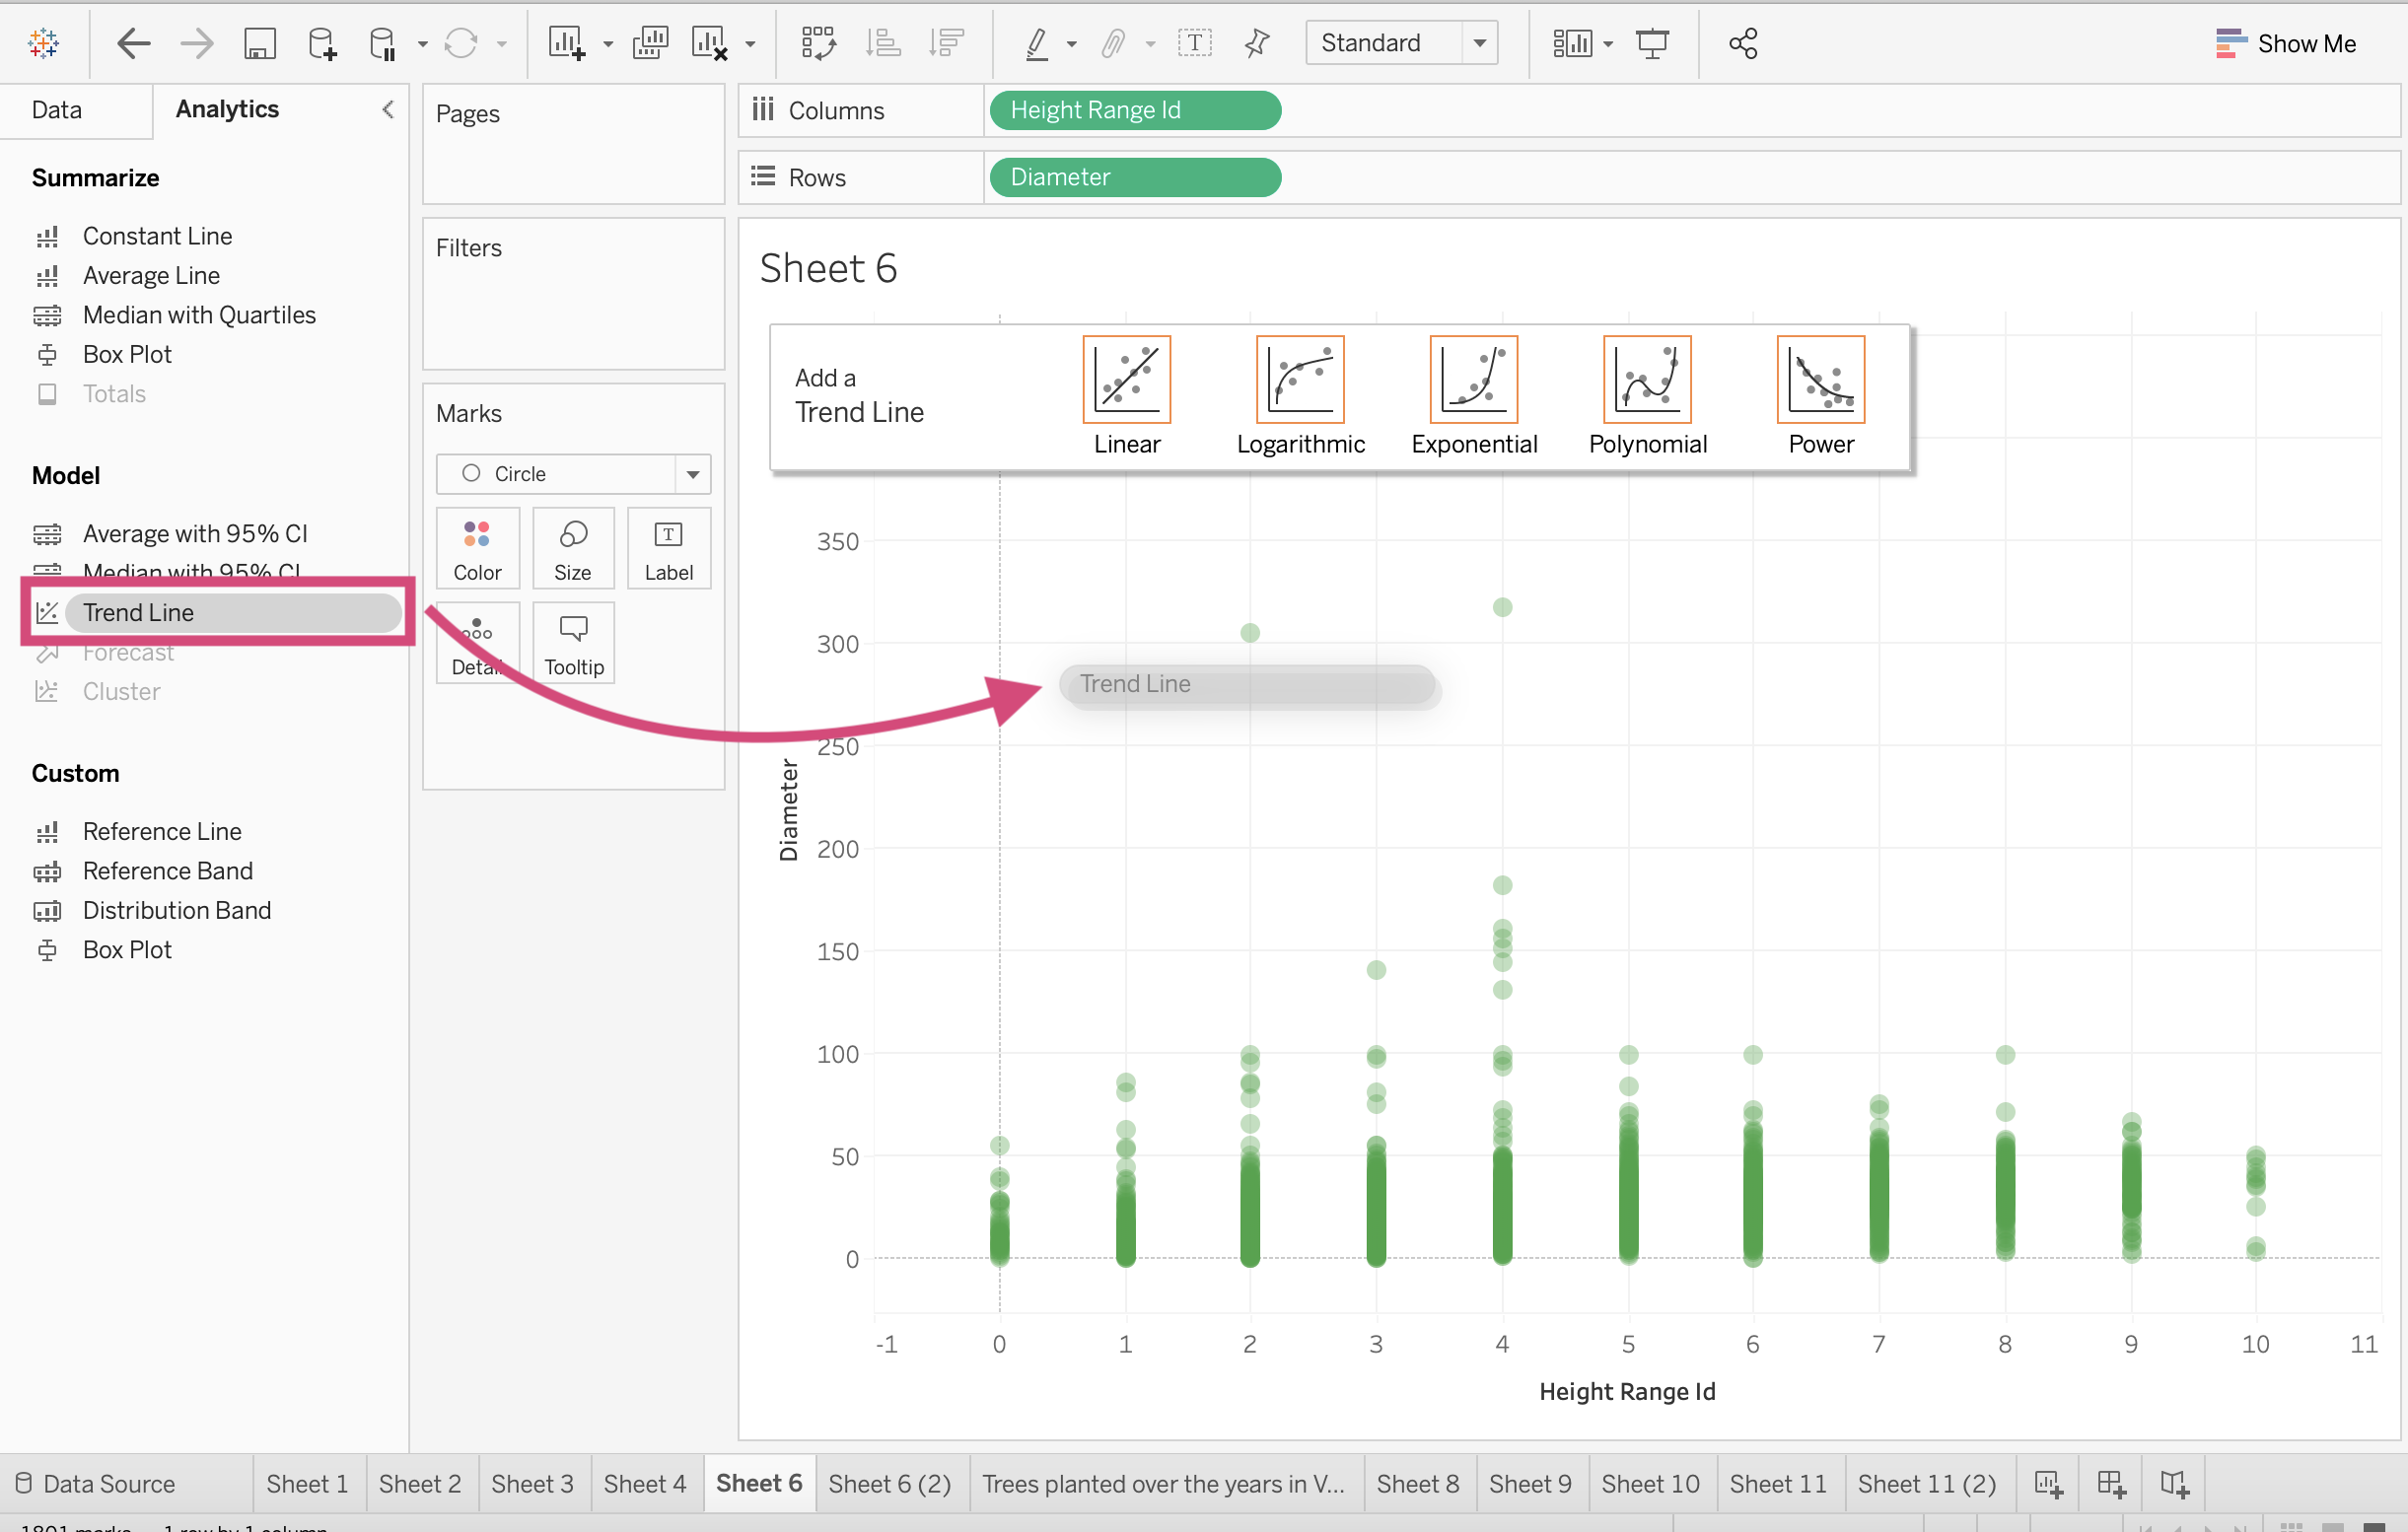 Standard
Show Me
Data
Analytics
Summarize
Constant Line
Average Line
Median with Quartiles
Box Plot
Totals
Model
Average with 95% CI
Median with 95% CI
Trend Line
Forecast
Cluster
Custom
Reference Line
Reference Band
Distribution Band
Box Plot
Pages
Filters
Marks
Circle
Color
Size
T
Label
Detail
Tooltip
Columns
Height Range Id
Rows
Diameter
Sheet 6
Add a
Trend Line
Linear
Logarithmic
Exponential
Polynomial
Power
Trend Line
Diameter
350
300
250
200
150
100
50
0
-1 0 1 2 3 4 5 6 7 8 9 10 11
Height Range Id
Data Source
Sheet 1
Sheet 2
Sheet 3
Sheet 4
Sheet 6
Sheet 6 (2)
Trees planted over the years in V...
Sheet 8
Sheet 9
Sheet 10
Sheet 11
Sheet 11 (2)
1801 marks 1 row by 1 column